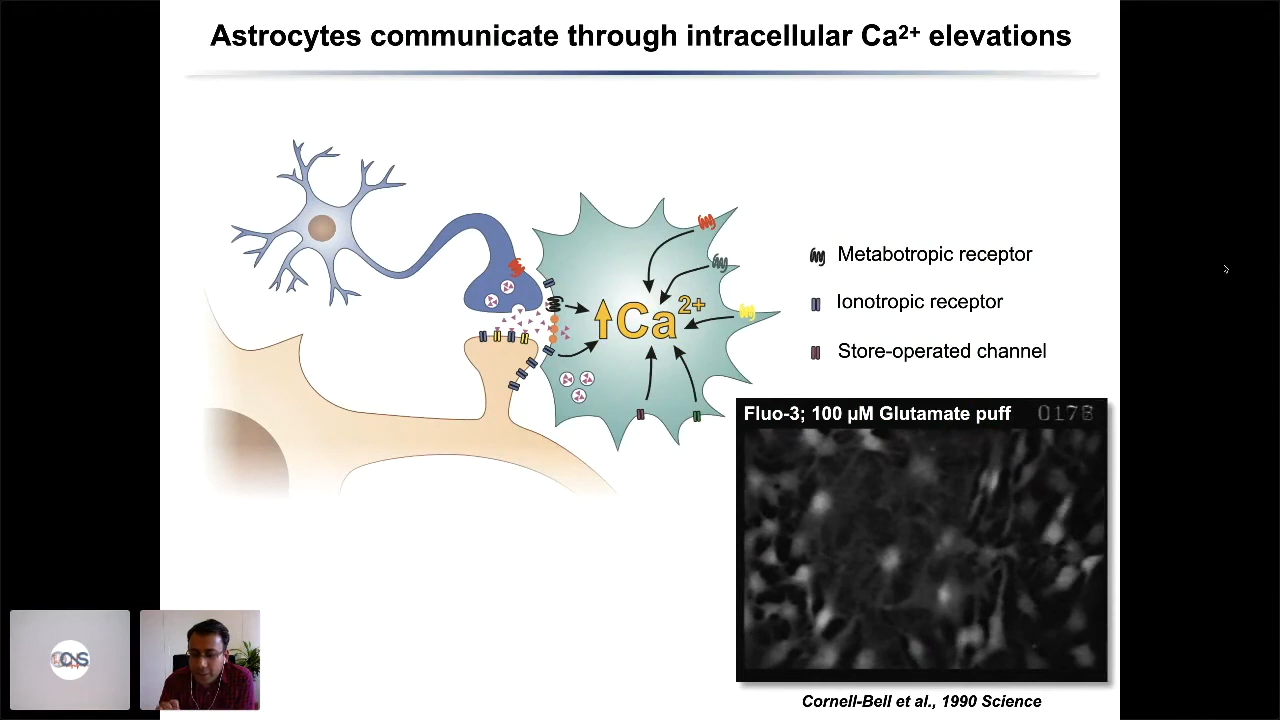 Astrocytes communicate through intracellular Ca²⁺ elevations
↑Ca²⁺
Metabotropic receptor
Ionotropic receptor
Store-operated channel
Fluo-3; 100 µM Glutamate puff
Cornell-Bell et al., 1990 Science